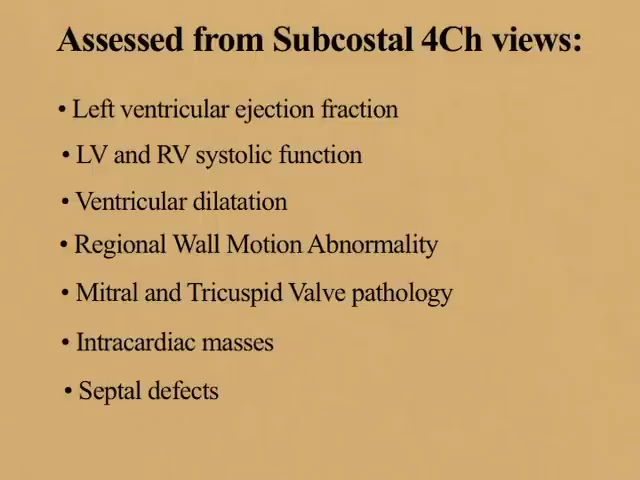 Assessed from Subcostal 4Ch views:
• Left ventricular ejection fraction
• LV and RV systolic function
• Ventricular dilatation
• Regional Wall Motion Abnormality
• Mitral and Tricuspid Valve pathology
• Intracardiac masses
• Septal defects